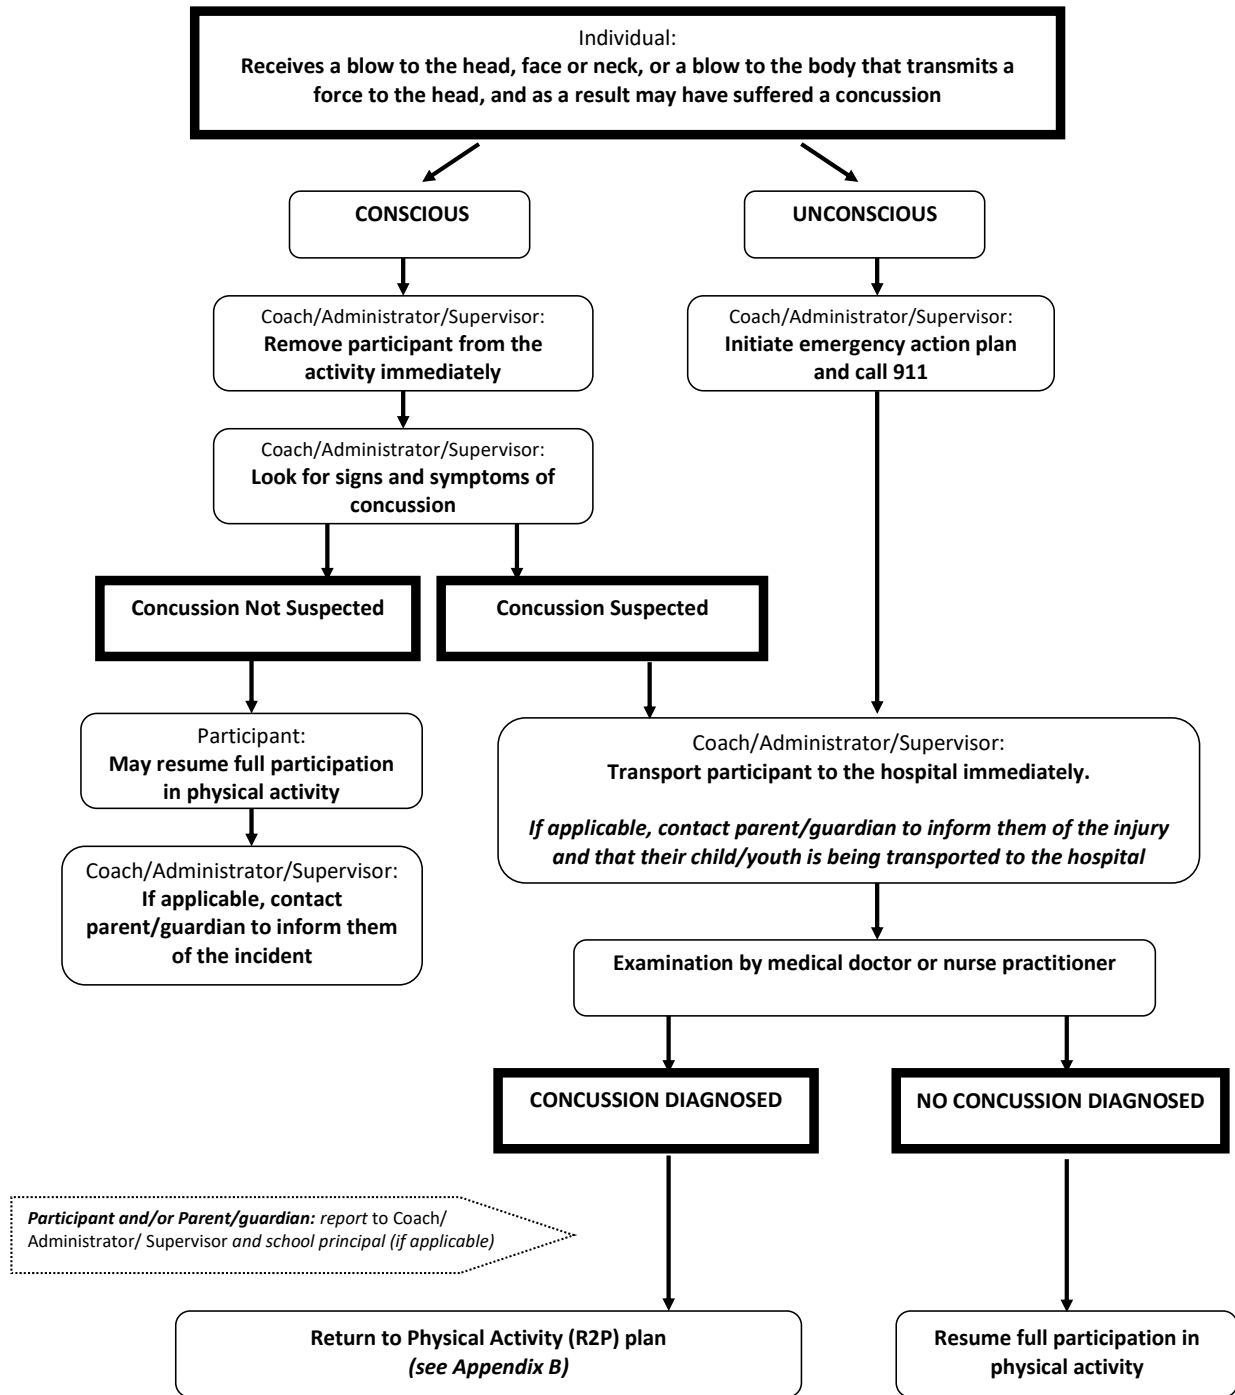 Individual:
Receives a blow to the head, face or neck, or a blow to the body that transmits a
force to the head, and as a result may have suffered a concussion
CONSCIOUS
UNCONSCIOUS
Coach/Administrator/Supervisor:
Remove participant from the
activity immediately
Coach/Administrator/Supervisor:
Initiate emergency action plan
and call 911
Coach/Administrator/Supervisor:
Look for signs and symptoms of
concussion
Concussion Not Suspected
Concussion Suspected
Participant:
May resume full participation
in physical activity
Coach/Administrator/Supervisor:
Transport participant to the hospital immediately.
If applicable, contact parent/guardian to inform them of the injury
and that their child/youth is being transported to the hospital
Coach/Administrator/Supervisor:
If applicable, contact
parent/guardian to inform them
of the incident
Examination by medical doctor or nurse practitioner
CONCUSSION DIAGNOSED
NO CONCUSSION DIAGNOSED
Participant and/or Parent/guardian: report to Coach/
Administrator/ Supervisor and school principal (if applicable)
Return to Physical Activity (R2P) plan
(see Appendix B)
Resume full participation in
physical activity